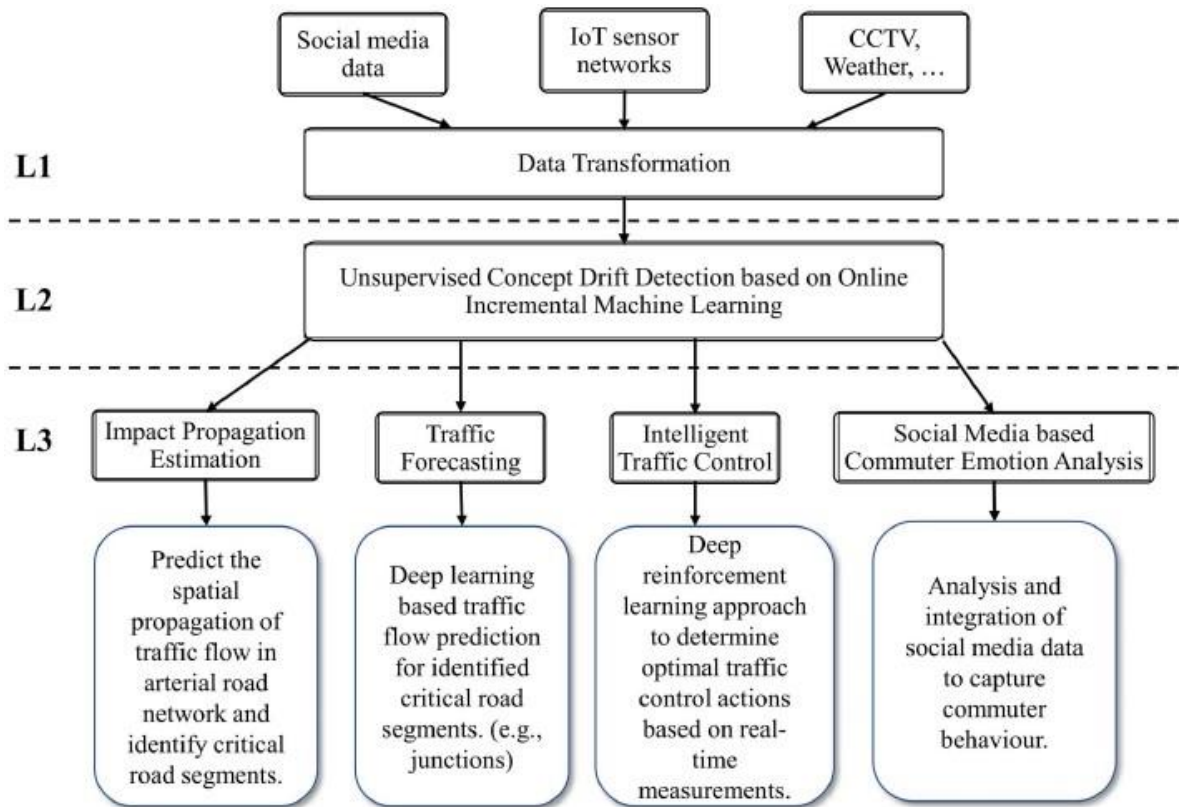 Social media
data
IoT sensor
networks
CCTV,
Weather, …
L1
Data Transformation
L2
Unsupervised Concept Drift Detection based on Online
Incremental Machine Learning
L3
Impact Propagation
Estimation
Traffic
Forecasting
Intelligent
Traffic Control
Social Media based
Commuter Emotion Analysis
Predict the
spatial
propagation of
traffic flow in
arterial road
network and
identify critical
road segments.
Deep learning
based traffic
flow prediction
for identified
critical road
segments. (e.g.,
junctions)
Deep
reinforcement
learning approach
to determine
optimal traffic
control actions
based on real-
time
measurements.
Analysis and
integration of
social media data
to capture
commuter
behaviour.